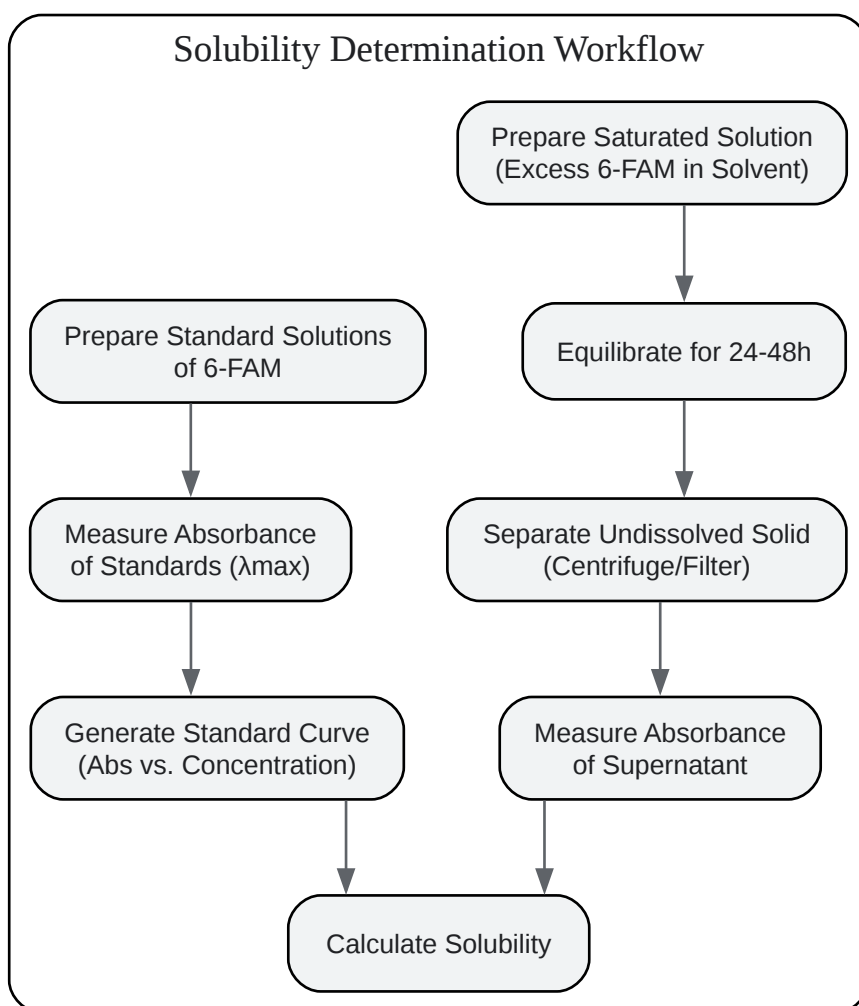 Solubility Determination Workflow
Prepare Saturated Solution
(Excess 6-FAM in Solvent)
Prepare Standard Solutions
of 6-FAM
Equilibrate for 24-48h
Measure Absorbance
of Standards (λmax)
Separate Undissolved Solid
(Centrifuge/Filter)
Generate Standard Curve
(Abs vs. Concentration)
Measure Absorbance
of Supernatant
Calculate Solubility